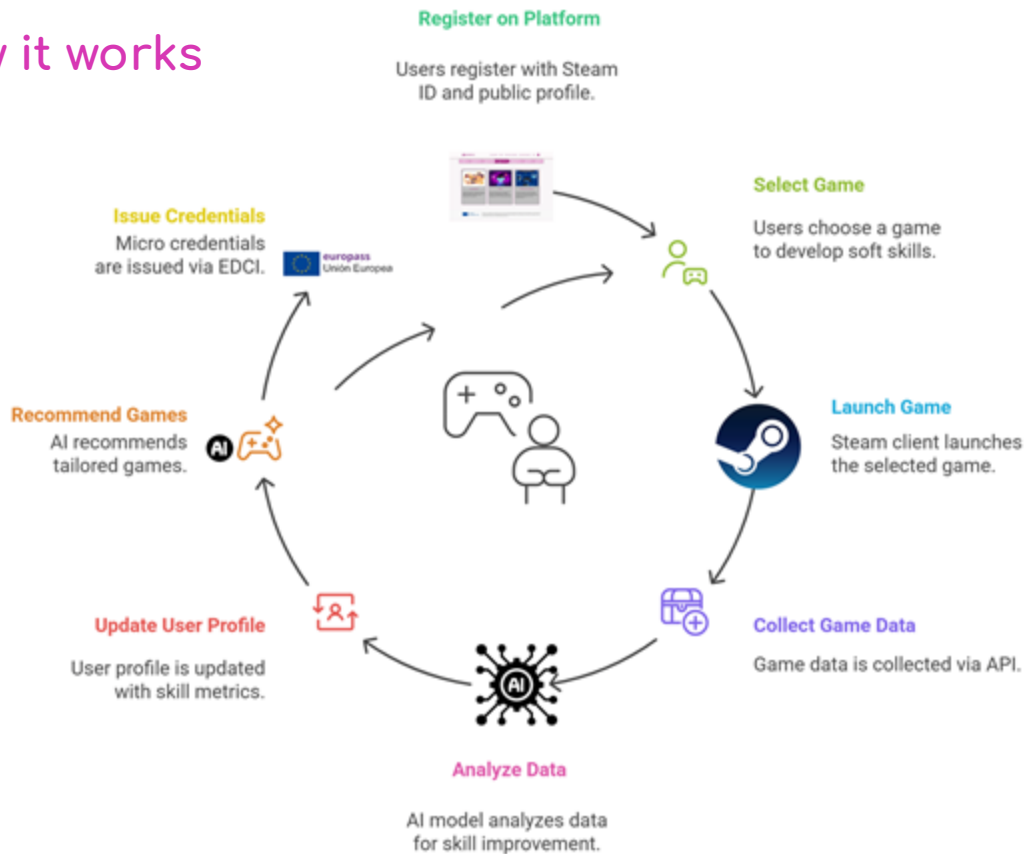 it works
Register on Platform
Users register with Steam
ID and public profile.
Select Game
Users choose a game
to develop soft skills.
Launch Game
Steam client launches
the selected game.
Collect Game Data
Game data is collected via API.
Analyze Data
AI model analyzes data
for skill improvement.
AI
Update User Profile
User profile is updated
with skill metrics.
Recommend Games
AI recommends
tailored games.
AI
Issue Credentials
Micro credentials
are issued via EDCI.
europass
Unión Europea